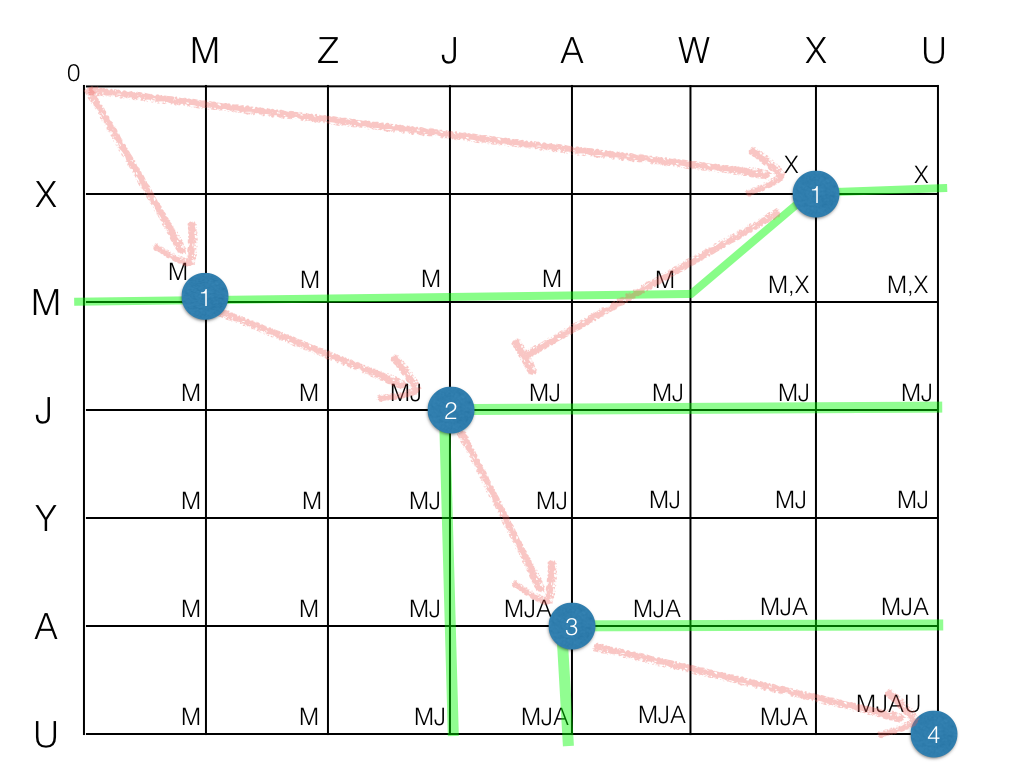 M Z J A W X U
0
X X X
1
M M M M M M M,X M,X
1
J M M MJ MJ MJ MJ MJ
2
Y M M MJ MJ MJ MJ MJ
A M M MJ MJA MJA MJA MJA
3
U M M MJ MJA MJA MJA MJAU
4